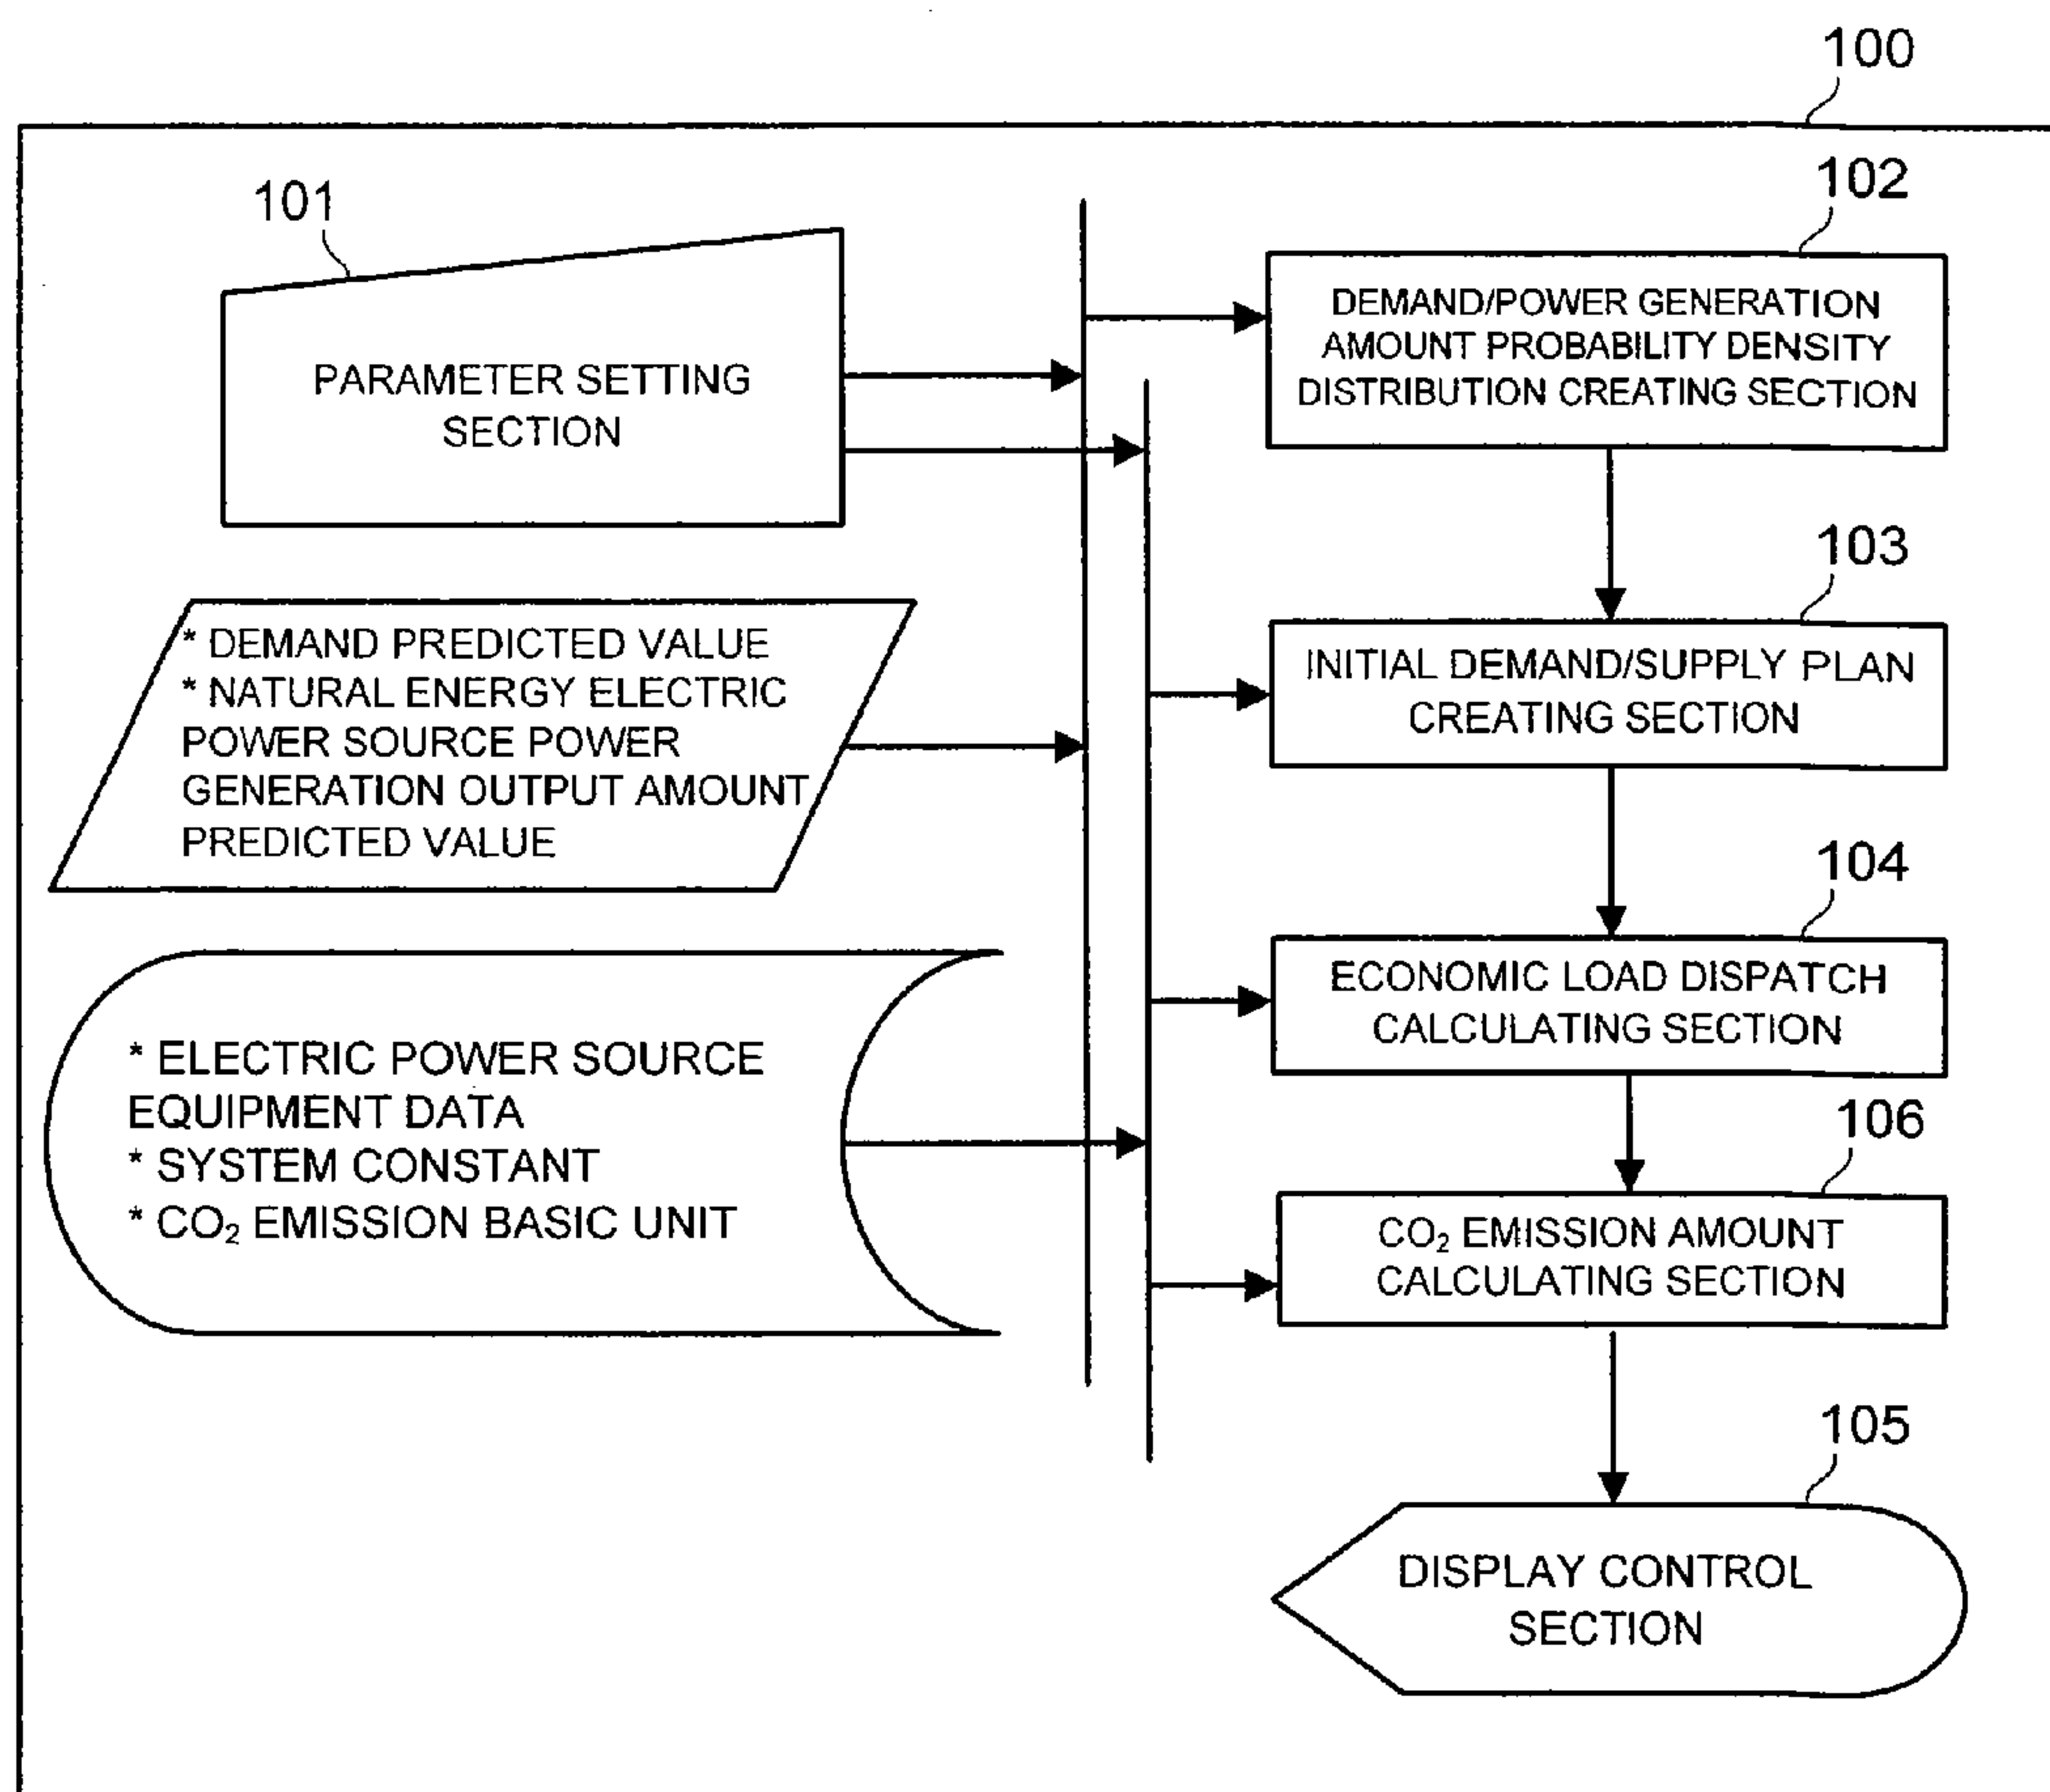 100
101
PARAMETER SETTING
SECTION
* DEMAND PREDICTED VALUE
* NATURAL ENERGY ELECTRIC
POWER SOURCE POWER
GENERATION OUTPUT AMOUNT
PREDICTED VALUE
* ELECTRIC POWER SOURCE
EQUIPMENT DATA
* SYSTEM CONSTANT
* CO₂ EMISSION BASIC UNIT
102
DEMAND/POWER GENERATION
AMOUNT PROBABILITY DENSITY
DISTRIBUTION CREATING SECTION
103
INITIAL DEMAND/SUPPLY PLAN
CREATING SECTION
104
ECONOMIC LOAD DISPATCH
CALCULATING SECTION
106
CO₂ EMISSION AMOUNT
CALCULATING SECTION
105
DISPLAY CONTROL
SECTION